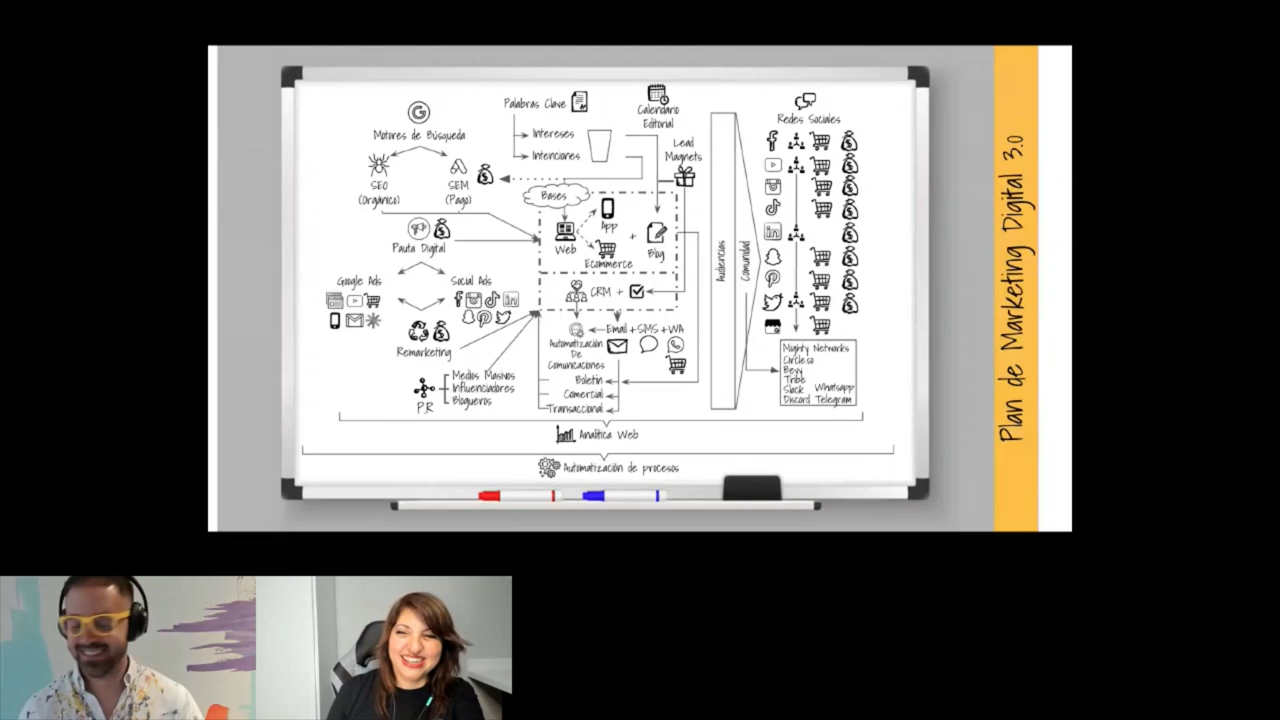 Motores de Búsqueda
SEO
(Orgánico)
SEM
(Pago)
Pauta Digital
Google Ads
Social Ads
Remarketing
P.R
Medios Masivos
Influenciadores
Blogueros
Palabras Clave
Intereses
Intenciones
Calendario
Editorial
Lead
Magnets
Bases
Web
App
Ecommerce
+
Blog
CRM +
Email + SMS + WA
Automatización
De
Comunicaciones
Boletín
Comercial
Transaccional
Audiencias
Comunidad
Redes Sociales
Mighty Networks
Circle.so
Bevy
Tribe
Slack Whatsapp
Discord Telegram
Analítica Web
Automatización de procesos
Plan de Marketing Digital 3.0